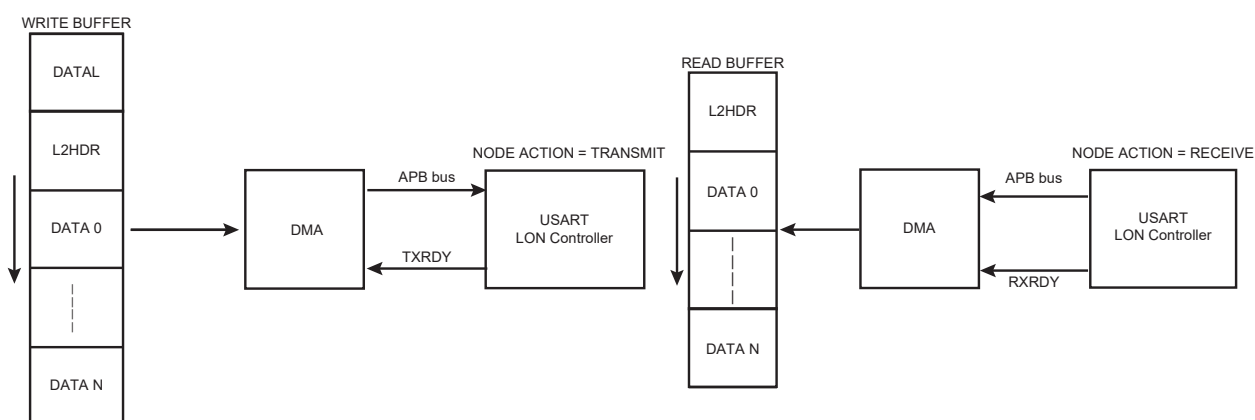 WRITE BUFFER
DATAL
L2HDR
DATA 0
DATA N
DMA
APB bus
TXRDY
NODE ACTION = TRANSMIT
USART
LON Controller
READ BUFFER
L2HDR
DATA 0
DATA N
DMA
APB bus
RXRDY
NODE ACTION = RECEIVE
USART
LON Controller